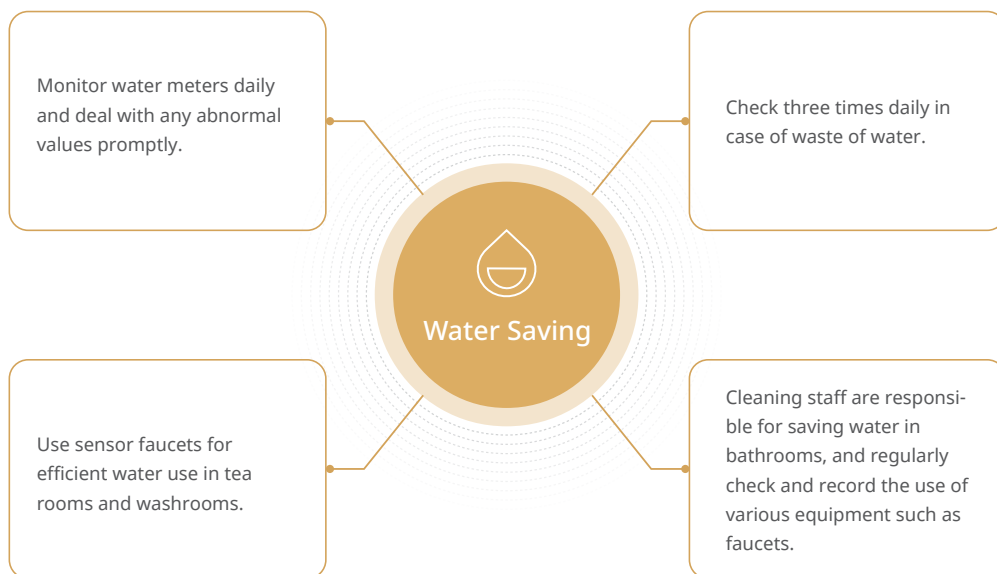 Monitor water meters daily
and deal with any abnormal
values promptly.
Check three times daily in
case of waste of water.
Water Saving
Use sensor faucets for
efficient water use in tea
rooms and washrooms.
Cleaning staff are responsi-
ble for saving water in
bathrooms, and regularly
check and record the use of
various equipment such as
faucets.